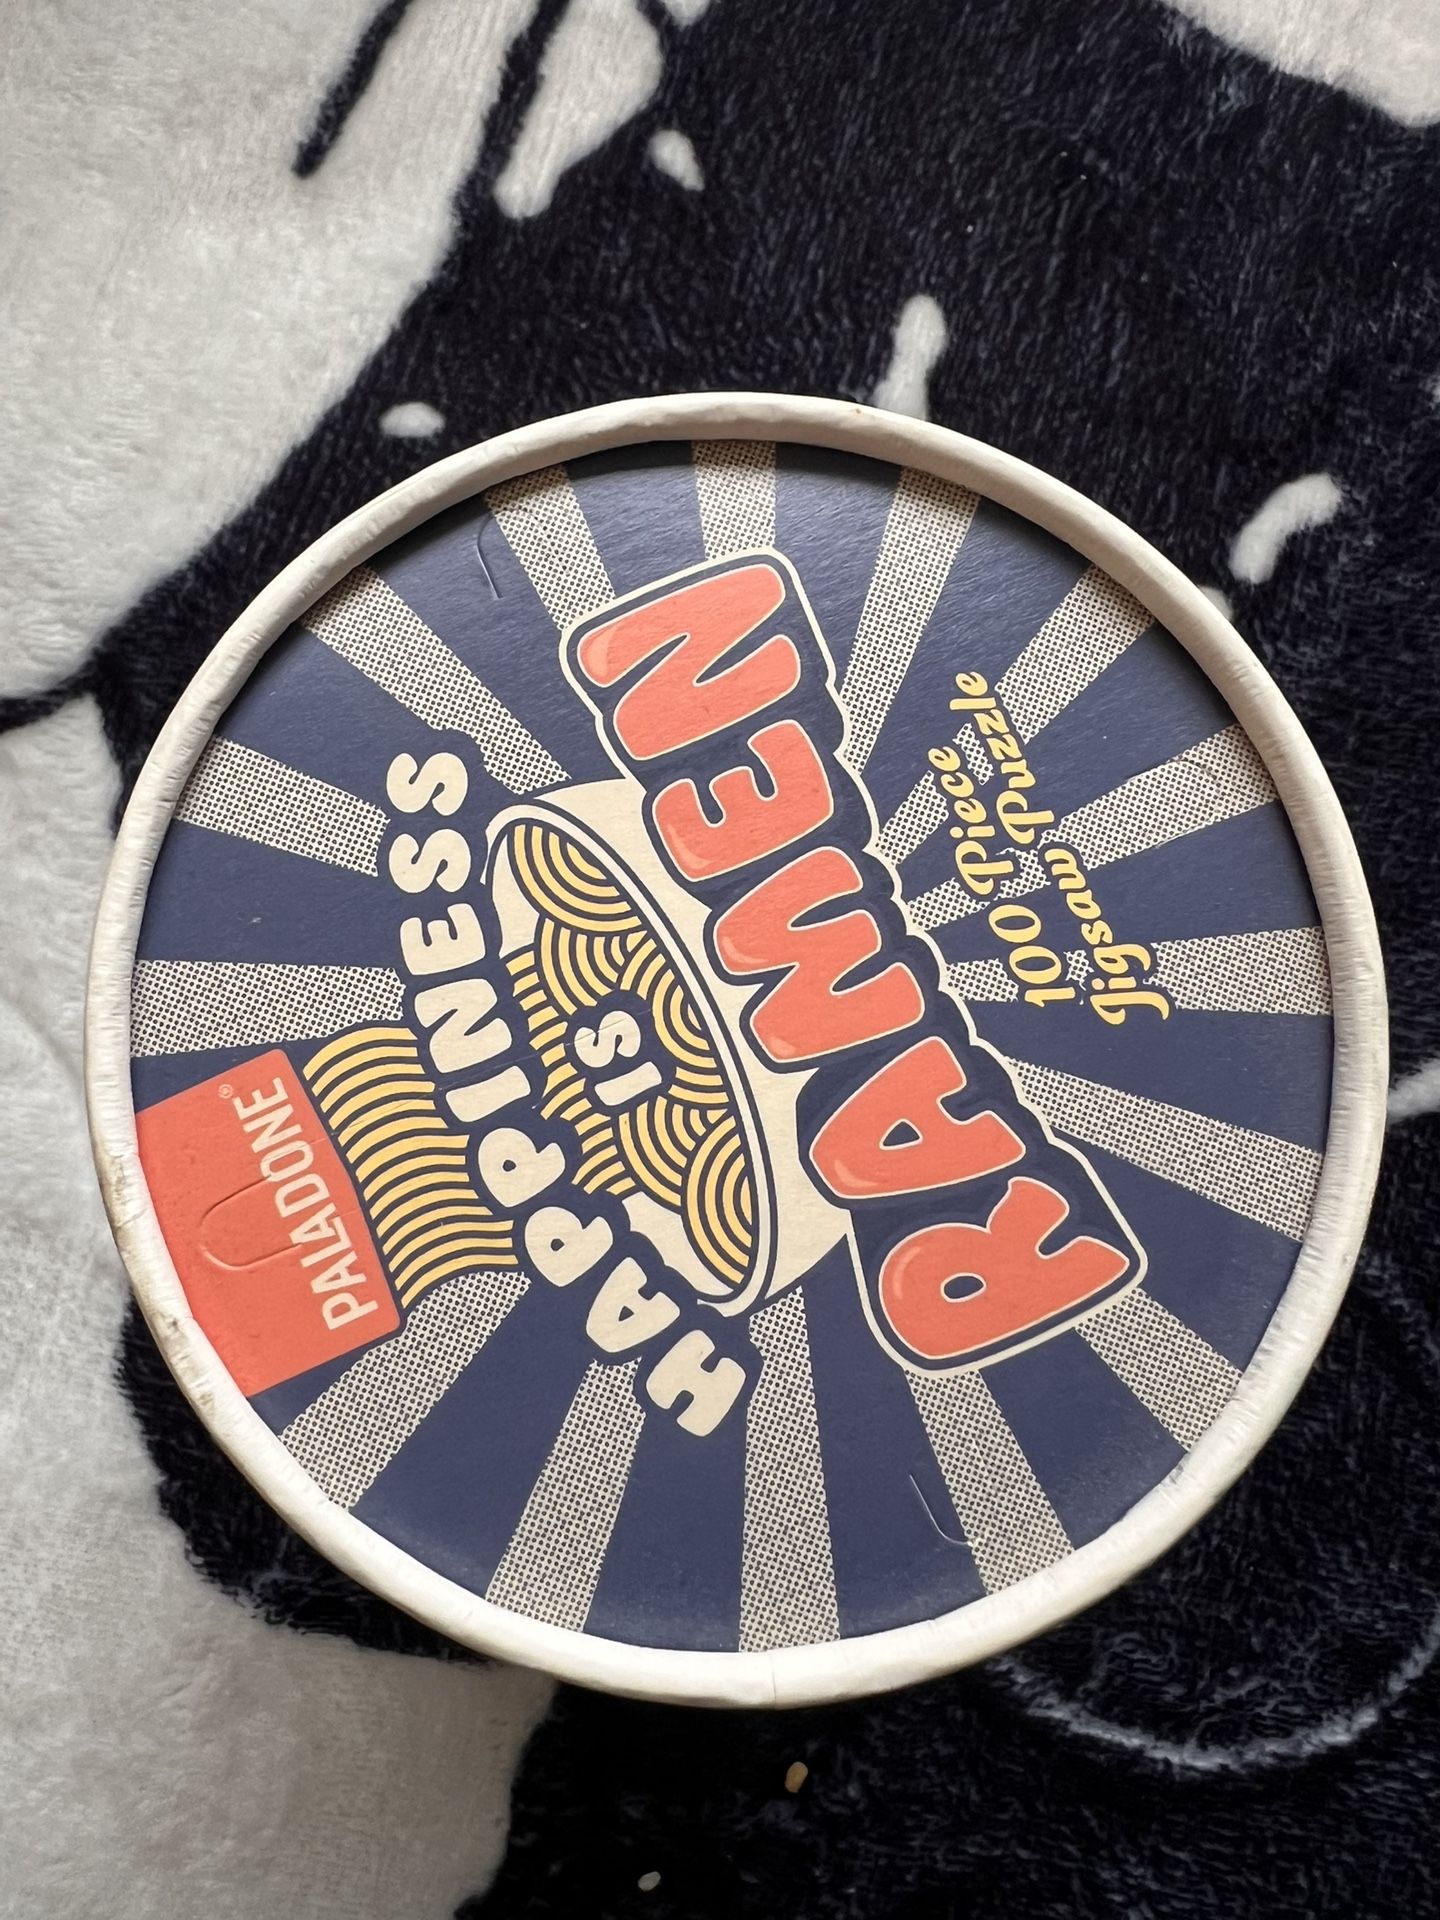 PALADONE®
HAPPINESS
IS
RAMEN
100 Piece
Jigsaw Puzzle